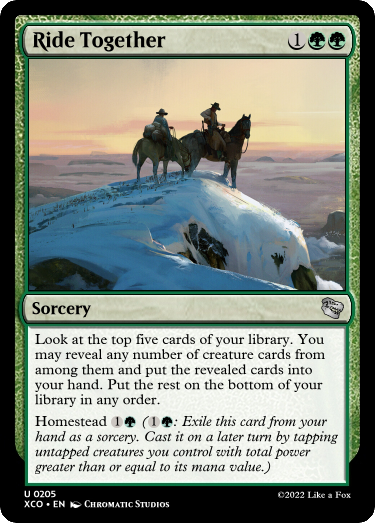 Ride Together 1
Sorcery
Look at the top five cards of your library. You
may reveal any number of creature cards from
among them and put the revealed cards into
your hand. Put the rest on the bottom of your
library in any order.
Homestead 1 (1: Exile this card from your
hand as a sorcery. Cast it on a later turn by tapping
untapped creatures you control with total power
greater than or equal to its mana value.)
U 0205
XCO • EN Chromatic Studios ©2022 Like a Fox